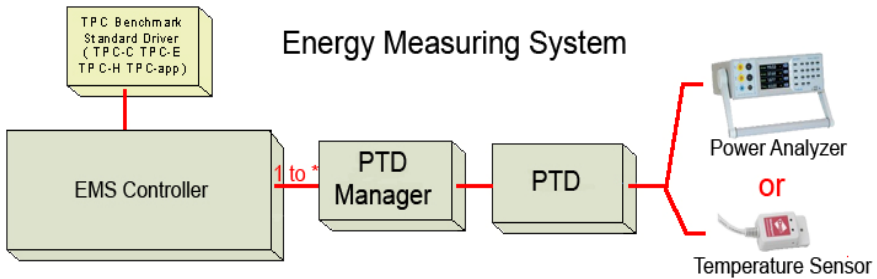 TPC Benchmark
Standard Driver
( TPC-C TPC-E
TPC-H TPC-app)
Energy Measuring System
EMS Controller
1 to *
PTD
Manager
PTD
Power Analyzer
or
Temperature Sensor